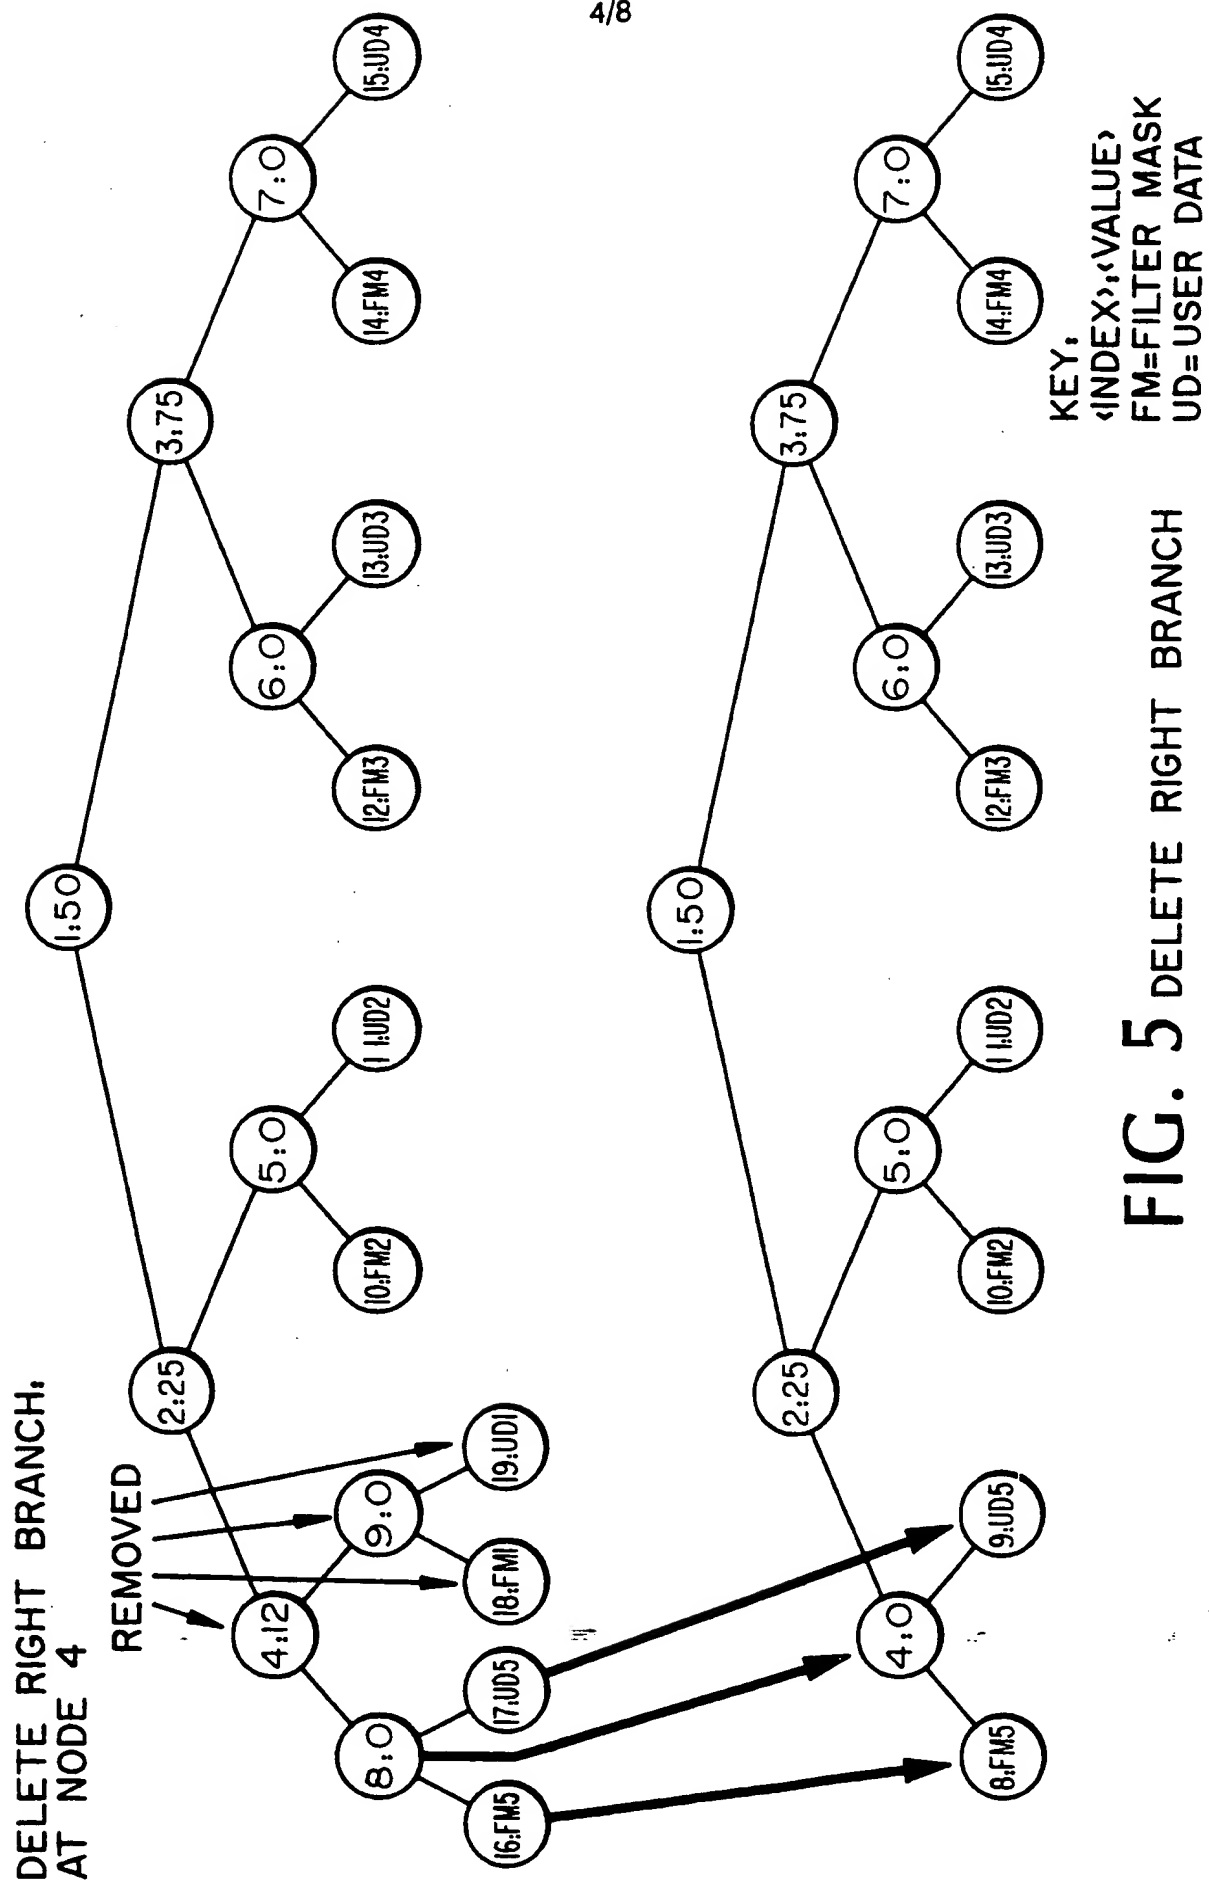 4/8
DELETE RIGHT BRANCH:
AT NODE 4
REMOVED
1:50
2:25
3:75
4:12
5:0
6:0
7:0
8:0
9:0
10:FM2
11:UD2
12:FM3
13:UD3
14:FM4
15:UD4
16:FM5
17:UD5
18:FM1
19:UD1
1:50
2:25
3:75
4:0
5:0
6:0
7:0
8:FM5
9:UD5
10:FM2
11:UD2
12:FM3
13:UD3
14:FM4
15:UD4
KEY:
<INDEX>:<VALUE>
FM=FILTER MASK
UD=USER DATA
FIG. 5 DELETE RIGHT BRANCH